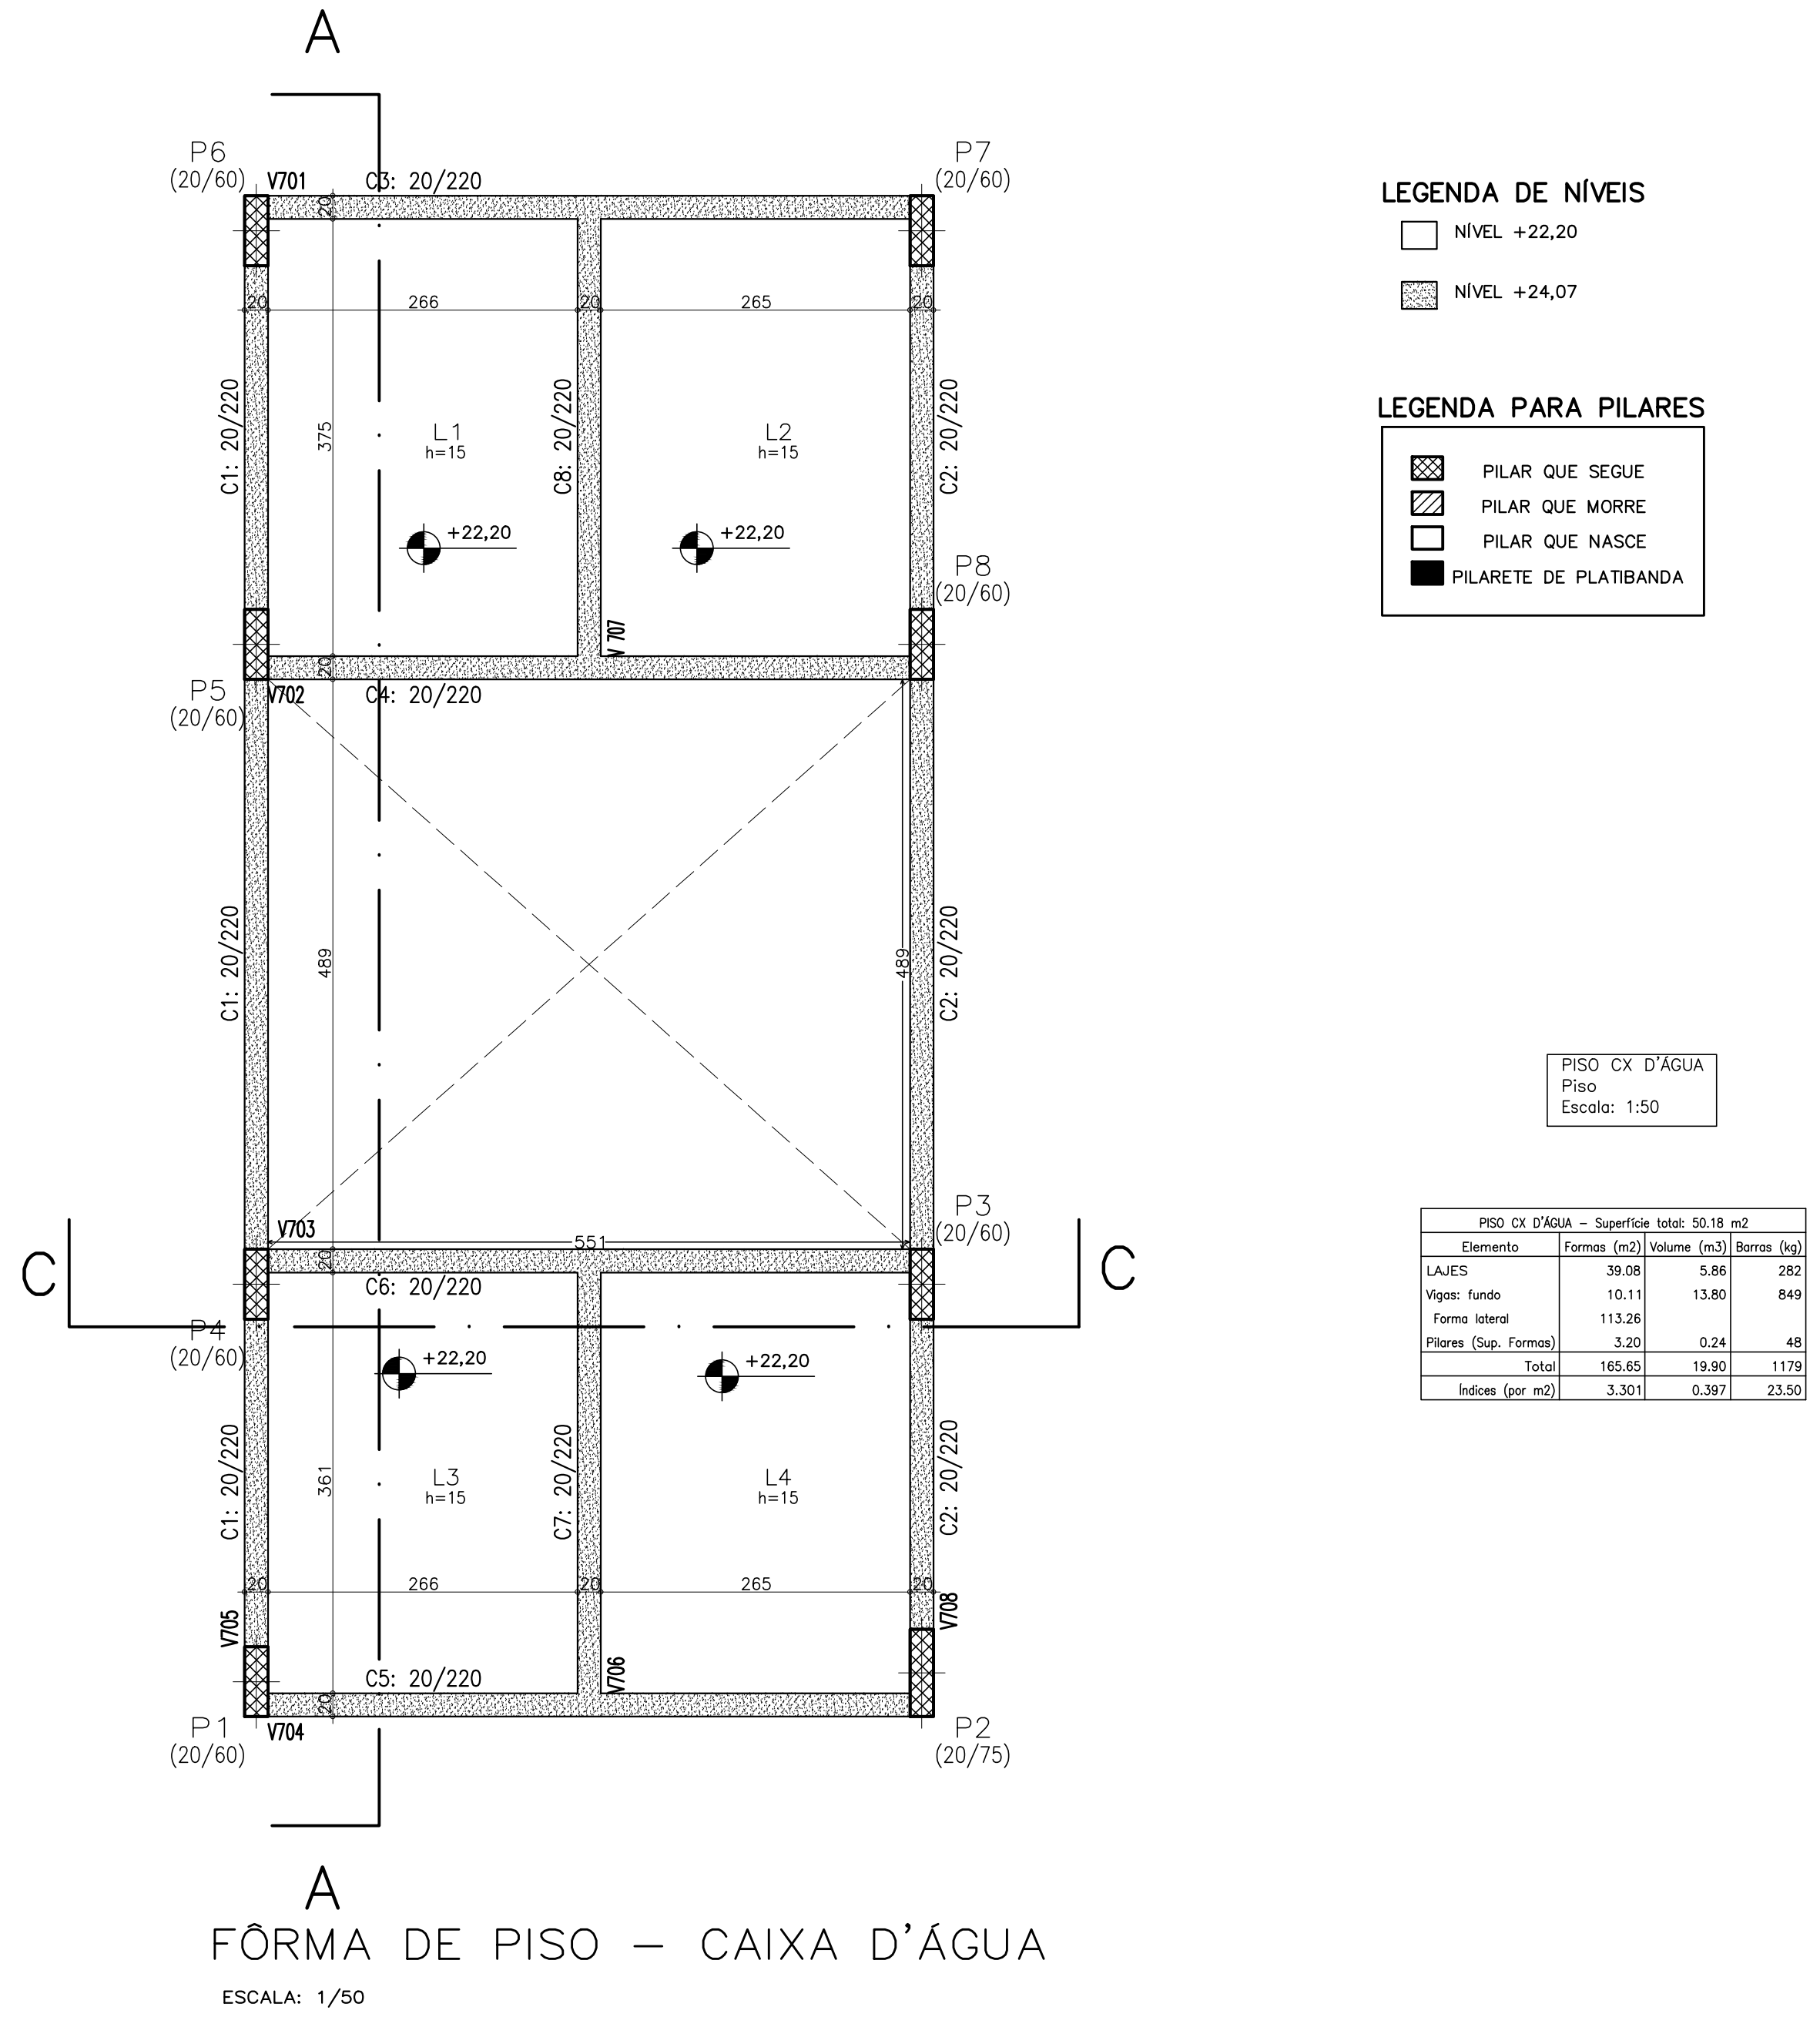 A
P6
(20/60)
V701
C3: 20/220
P7
(20/60)
20
20
266
20
265
20
C1: 20/220
375
L1
h=15
C8: 20/220
L2
h=15
C2: 20/220
+22,20
+22,20
P8
(20/60)
V 707
20
P5
(20/60)
V702
C4: 20/220
C1: 20/220
489
489
C2: 20/220
V703
551
P3
(20/60)
C
20
C6: 20/220
C
P4
(20/60)
+22,20
+22,20
C1: 20/220
361
L3
h=15
C7: 20/220
L4
h=15
C2: 20/220
20
266
20
265
20
V705
V708
C5: 20/220
V706
20
P1
(20/60)
V704
P2
(20/75)
A
FÔRMA DE PISO – CAIXA D'ÁGUA
ESCALA: 1/50
LEGENDA DE NÍVEIS
NÍVEL +22,20
NÍVEL +24,07
LEGENDA PARA PILARES
PILAR QUE SEGUE
PILAR QUE MORRE
PILAR QUE NASCE
PILARETE DE PLATIBANDA
PISO CX D'ÁGUA
Piso
Escala: 1:50
PISO CX D'ÁGUA – Superfície total: 50.18 m2
Elemento Formas (m2) Volume (m3) Barras (kg)
LAJES 39.08 5.86 282
Vigas: fundo 10.11 13.80 849
Forma lateral 113.26
Pilares (Sup. Formas) 3.20 0.24 48
Total 165.65 19.90 1179
Índices (por m2) 3.301 0.397 23.50